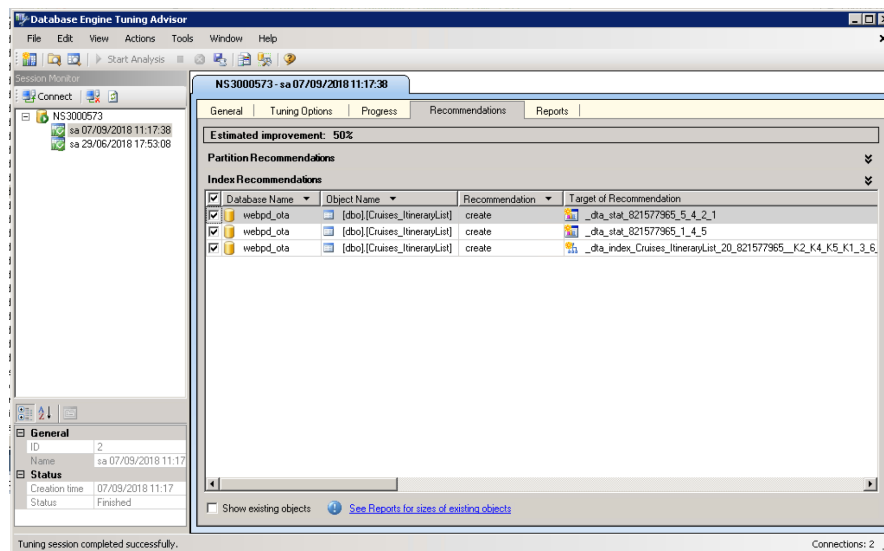 Database Engine Tuning Advisor
File Edit View Actions Tools Window Help
Start Analysis
Session Monitor
Connect
NS3000573
sa 07/09/2018 11:17:38
sa 29/06/2018 17:53:08
General
ID 2
Name sa 07/09/2018 11:17
Status
Creation time 07/09/2018 11:17
Status Finished
NS3000573 - sa 07/09/2018 11:17:38
General Tuning Options Progress Recommendations Reports
Estimated improvement: 50%
Partition Recommendations
Index Recommendations
Database Name Object Name Recommendation Target of Recommendation
webpd_ota [dbo].[Cruises_ItineraryList] create _dta_stat_821577965_5_4_2_1
webpd_ota [dbo].[Cruises_ItineraryList] create _dta_stat_821577965_1_4_5
webpd_ota [dbo].[Cruises_ItineraryList] create _dta_index_Cruises_ItineraryList_20_821577965__K2_K4_K5_K1_3_6_
Show existing objects See Reports for sizes of existing objects
Tuning session completed successfully. Connections: 2